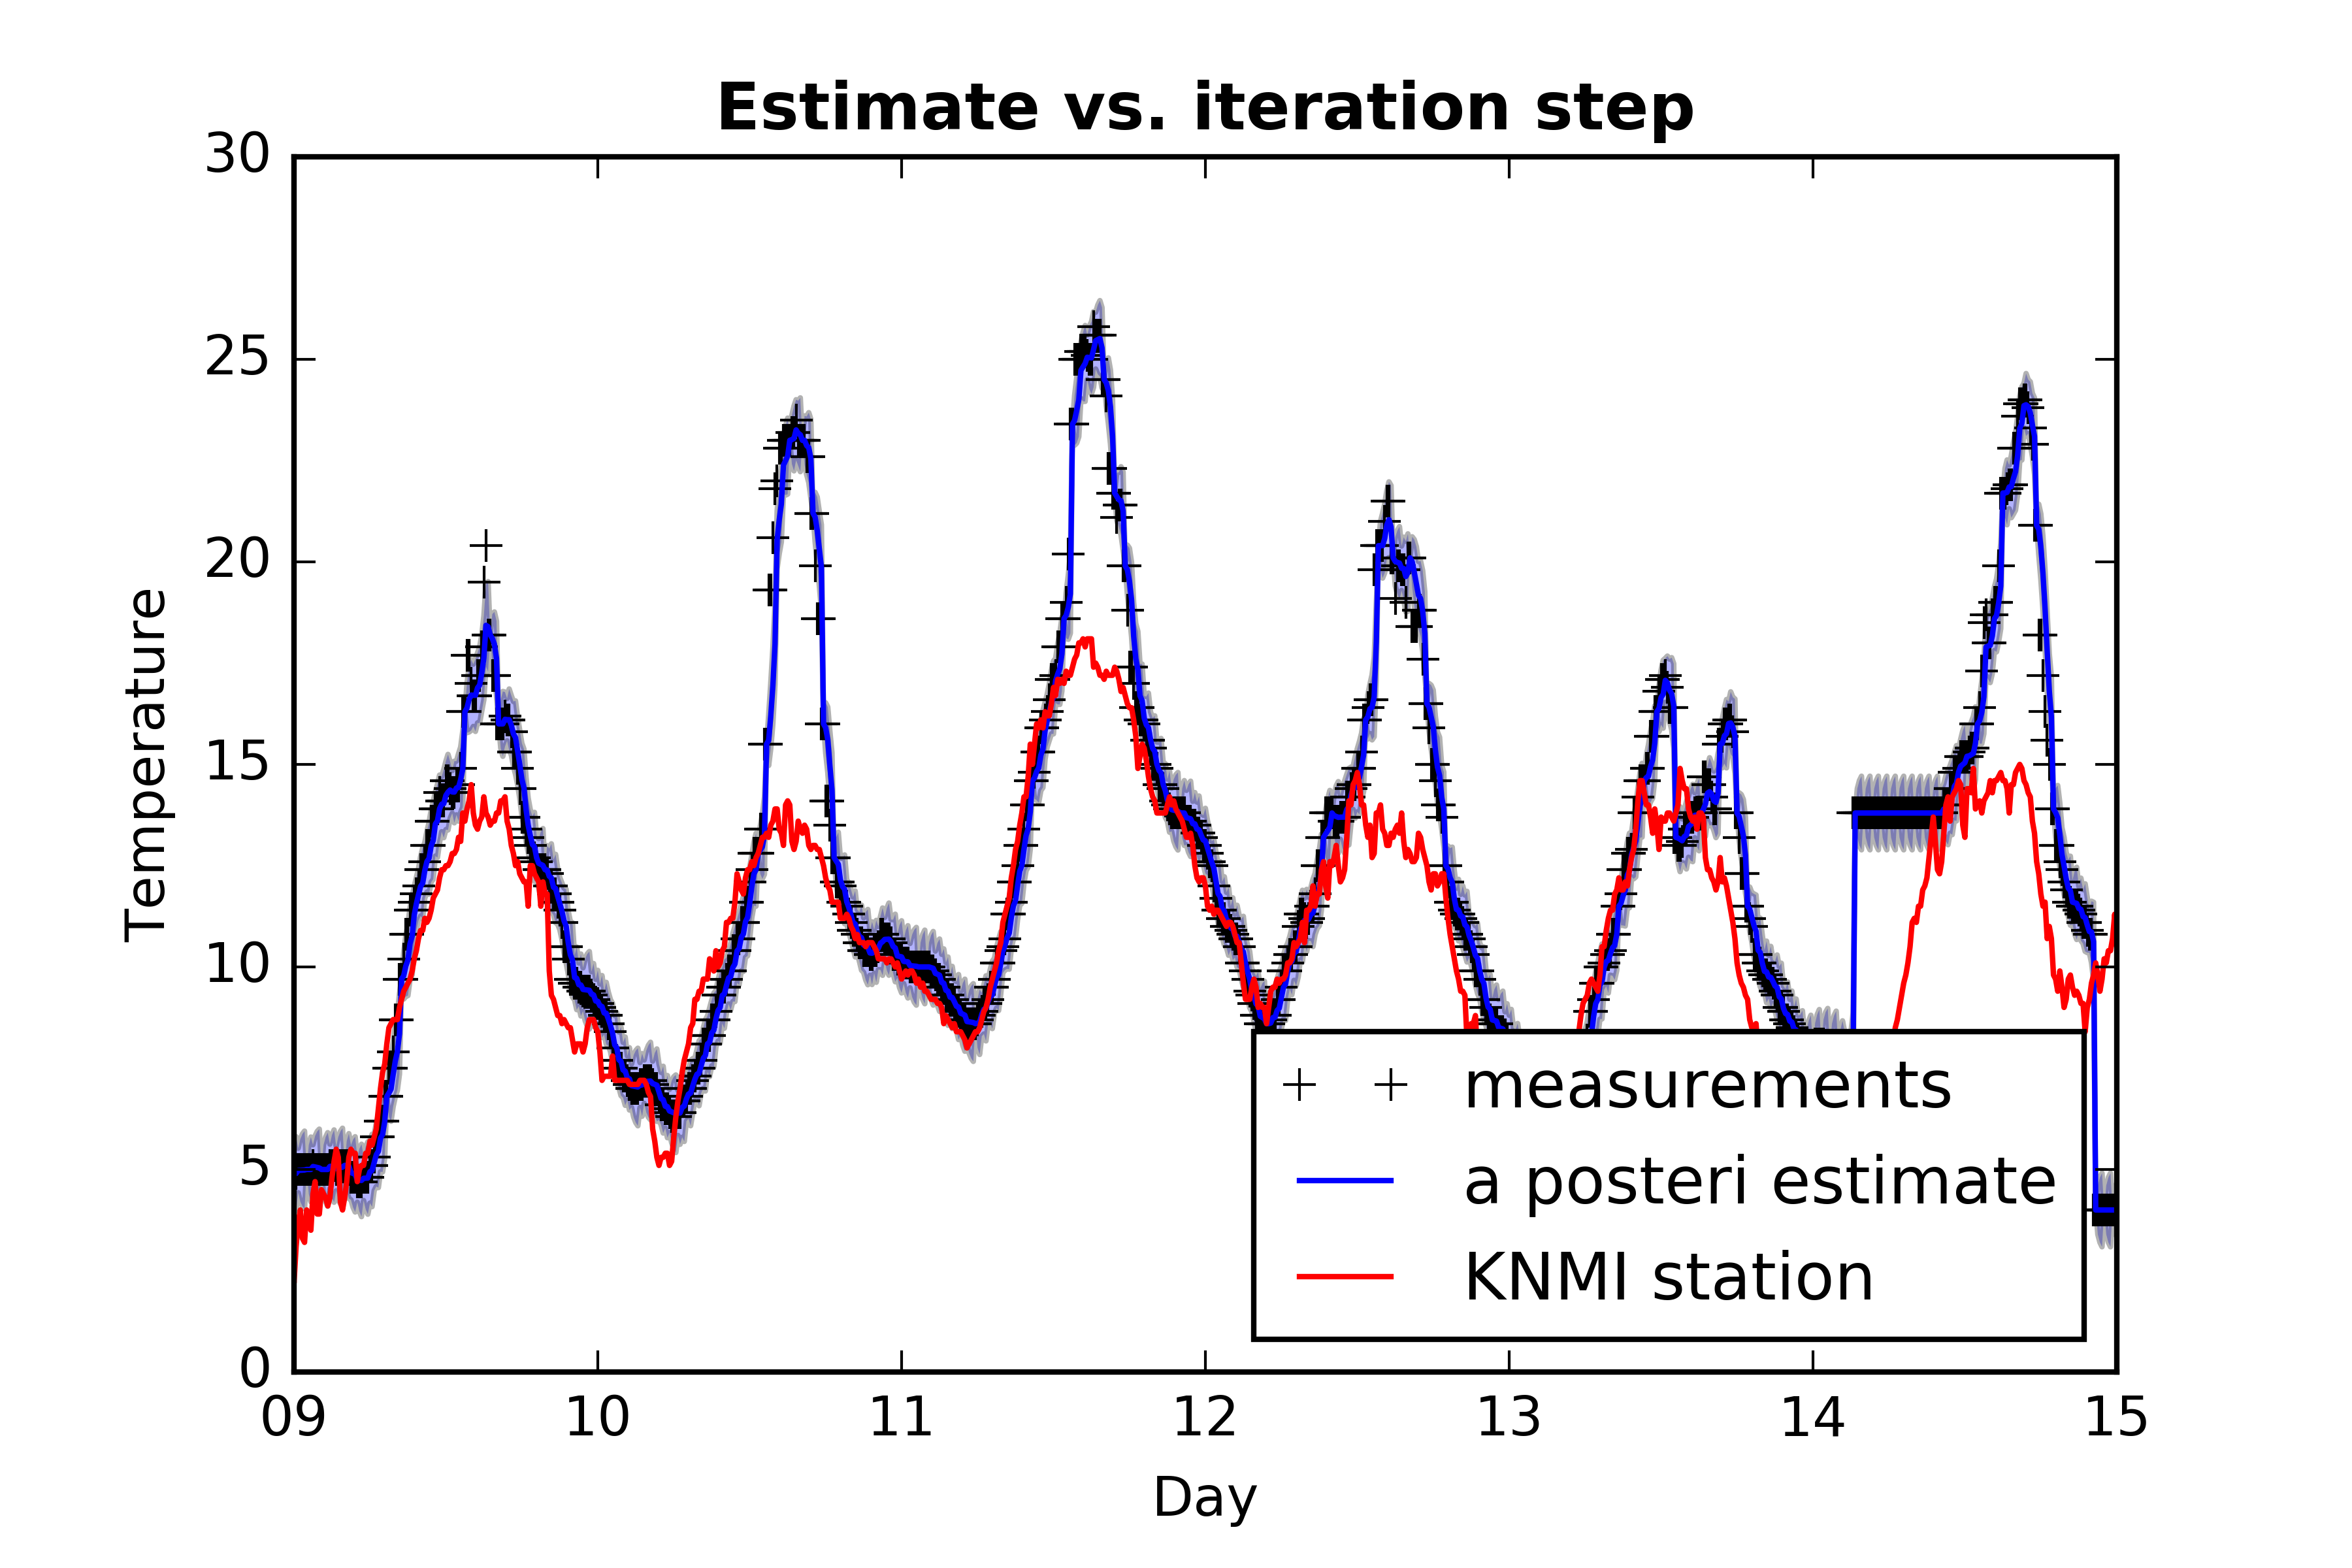 Estimate vs. iteration step
30
25
20
15
10
5
0
Temperature
measurements
a posteri estimate
KNMI station
09 10 11 12 13 14 15
Day